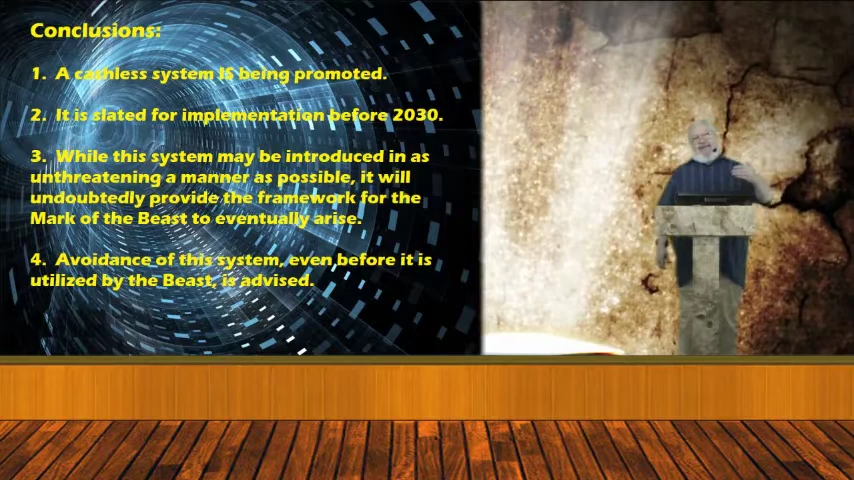 Conclusions:
1. A cashless system IS being promoted.
2. It is slated for implementation before 2030.
3. While this system may be introduced in as
unthreatening a manner as possible, it will
undoubtedly provide the framework for the
Mark of the Beast to eventually arise.
4. Avoidance of this system, even before it is
utilized by the Beast, is advised.